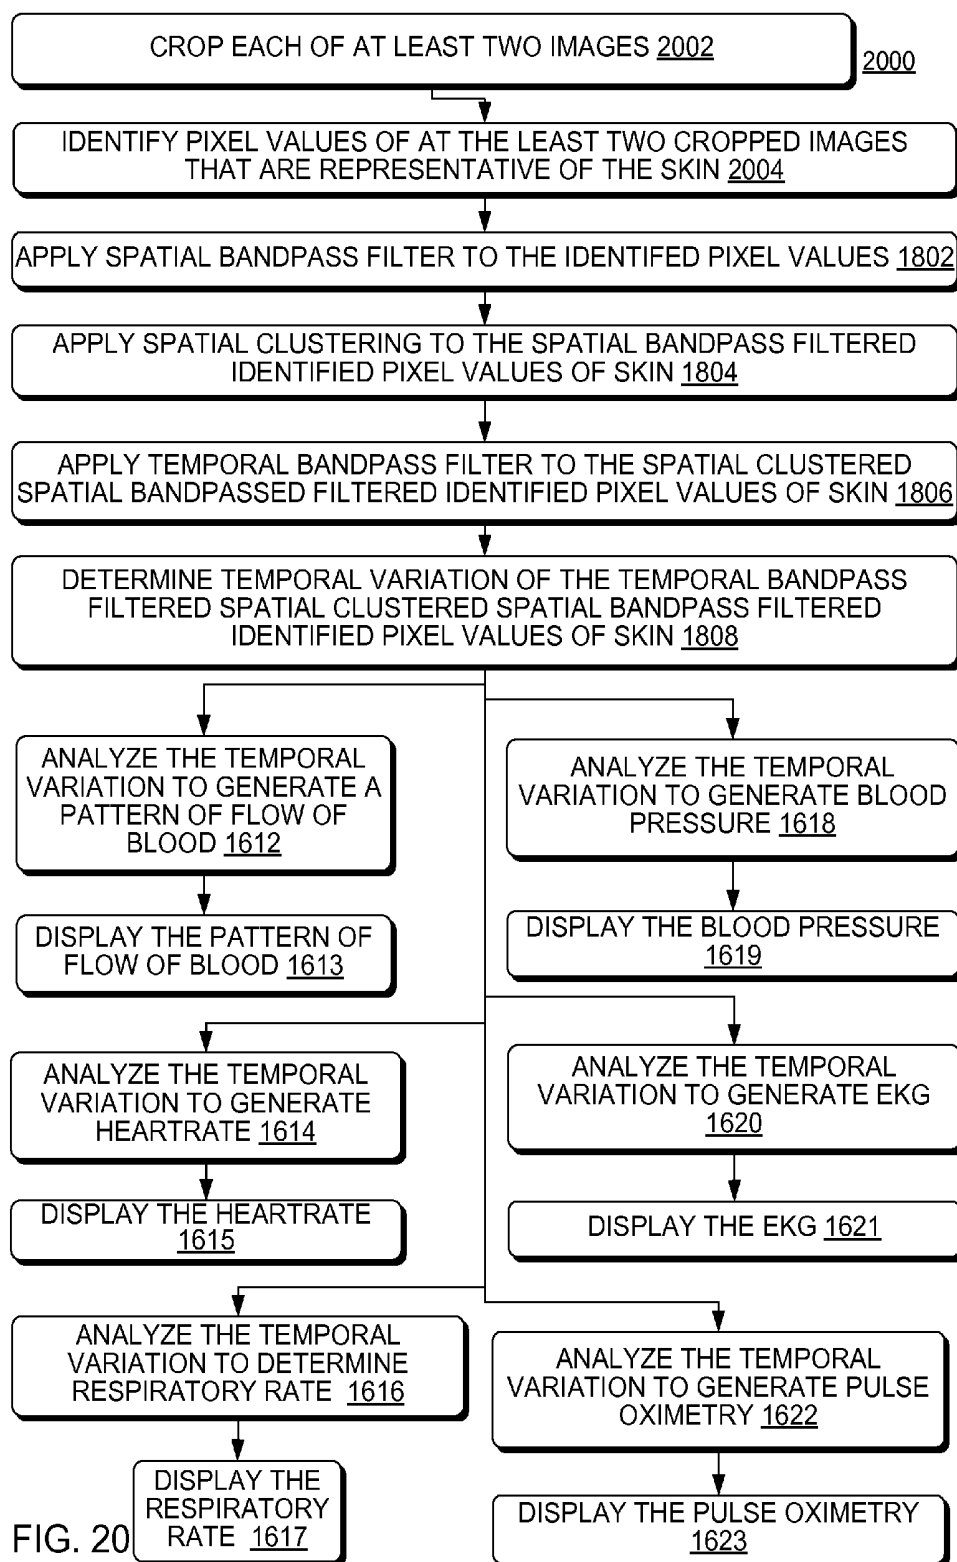 CROP EACH OF AT LEAST TWO IMAGES 2002
2000
IDENTIFY PIXEL VALUES OF AT THE LEAST TWO CROPPED IMAGES
THAT ARE REPRESENTATIVE OF THE SKIN 2004
APPLY SPATIAL BANDPASS FILTER TO THE IDENTIFED PIXEL VALUES 1802
APPLY SPATIAL CLUSTERING TO THE SPATIAL BANDPASS FILTERED
IDENTIFIED PIXEL VALUES OF SKIN 1804
APPLY TEMPORAL BANDPASS FILTER TO THE SPATIAL CLUSTERED
SPATIAL BANDPASSED FILTERED IDENTIFIED PIXEL VALUES OF SKIN 1806
DETERMINE TEMPORAL VARIATION OF THE TEMPORAL BANDPASS
FILTERED SPATIAL CLUSTERED SPATIAL BANDPASS FILTERED
IDENTIFIED PIXEL VALUES OF SKIN 1808
ANALYZE THE TEMPORAL
VARIATION TO GENERATE A
PATTERN OF FLOW OF
BLOOD 1612
ANALYZE THE TEMPORAL
VARIATION TO GENERATE BLOOD
PRESSURE 1618
DISPLAY THE PATTERN OF
FLOW OF BLOOD 1613
DISPLAY THE BLOOD PRESSURE
1619
ANALYZE THE TEMPORAL
VARIATION TO GENERATE
HEARTRATE 1614
ANALYZE THE TEMPORAL
VARIATION TO GENERATE EKG
1620
DISPLAY THE HEARTRATE
1615
DISPLAY THE EKG 1621
ANALYZE THE TEMPORAL
VARIATION TO DETERMINE
RESPIRATORY RATE 1616
ANALYZE THE TEMPORAL
VARIATION TO GENERATE PULSE
OXIMETRY 1622
DISPLAY THE
RESPIRATORY
RATE 1617
DISPLAY THE PULSE OXIMETRY
1623
FIG. 20